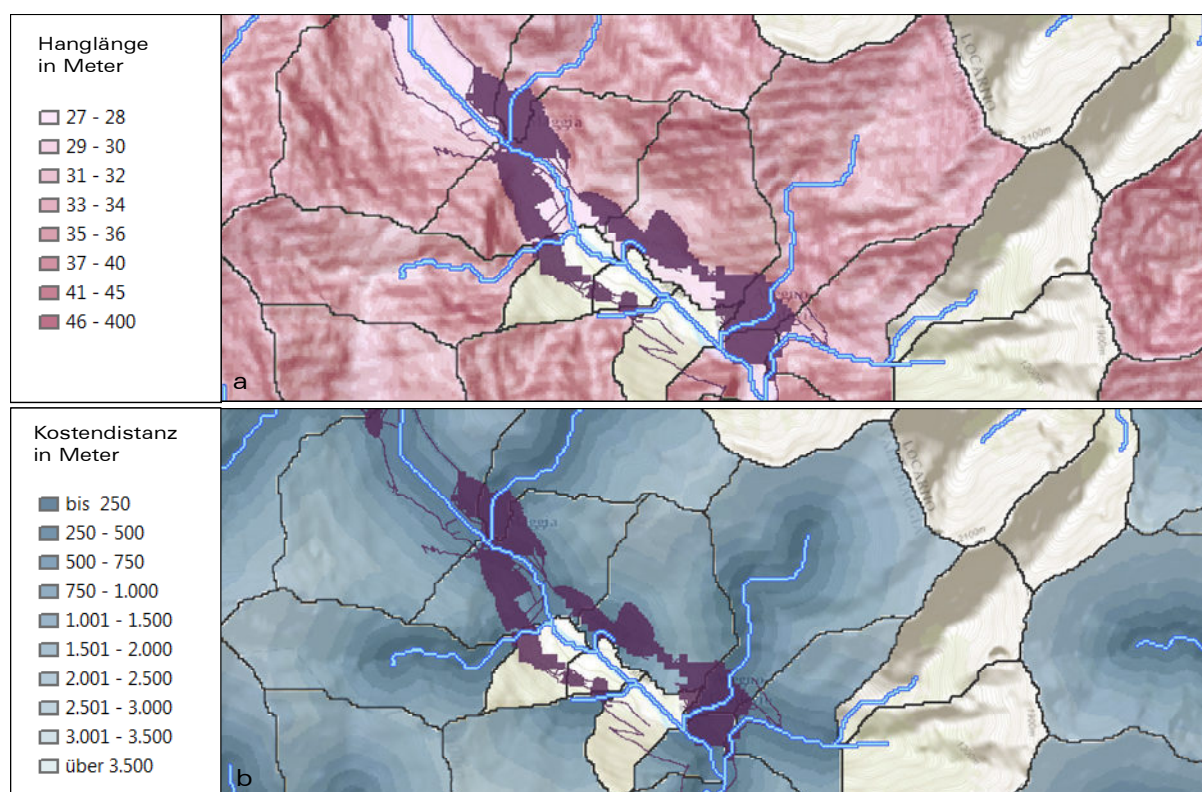 Hanglänge
in Meter
27 - 28
29 - 30
31 - 32
33 - 34
35 - 36
37 - 40
41 - 45
46 - 400
LOCARNO
2100m
1900m
a
Kostendistanz
in Meter
bis 250
250 - 500
500 - 750
750 - 1.000
1.001 - 1.500
1.501 - 2.000
2.001 - 2.500
2.501 - 3.000
3.001 - 3.500
über 3.500
LOCARNO
2100m
1900m
b